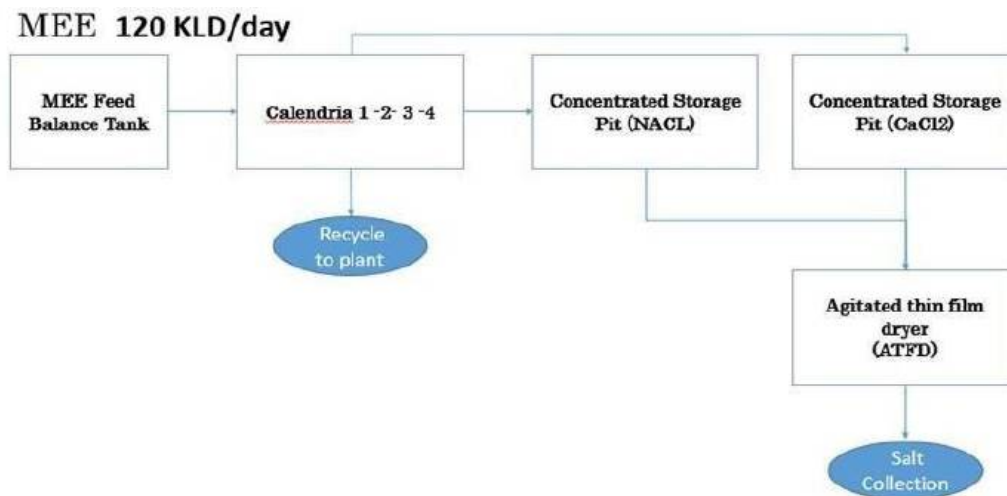 MEE 120 KLD/day
MEE Feed
Balance Tank
Calendria 1 -2- 3 -4
Concentrated Storage
Pit (NACL)
Concentrated Storage
Pit (CaCl2)
Recycle
to plant
Agitated thin film
dryer
(ATFD)
Salt
Collection